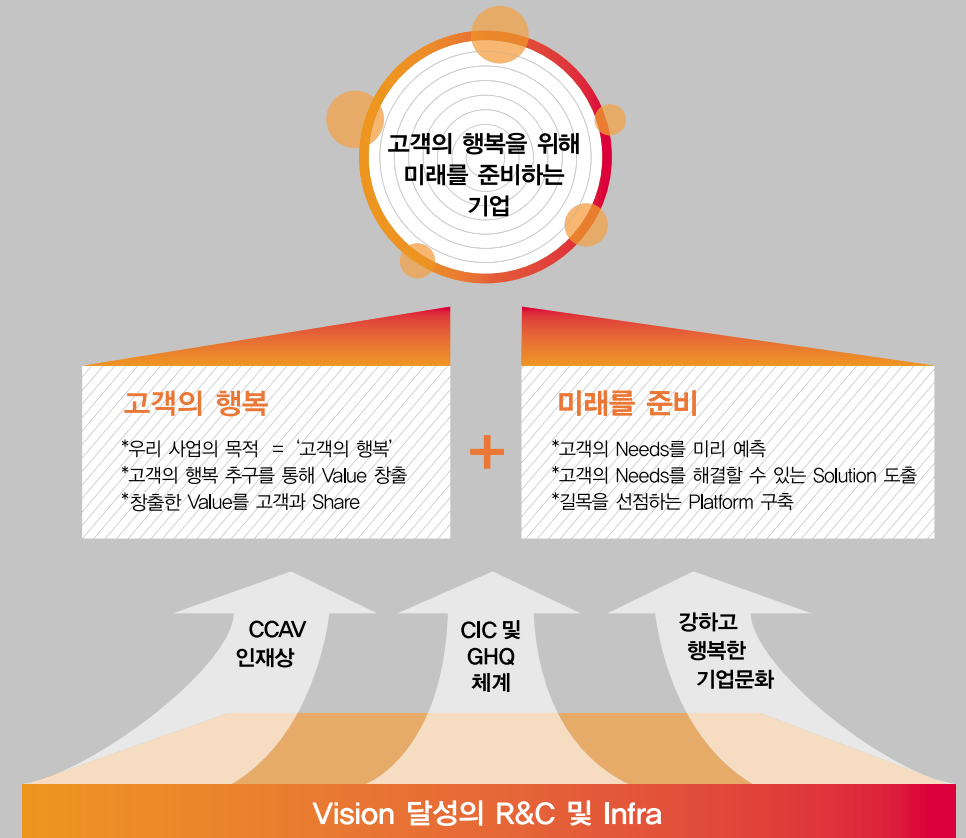 고객의 행복을 위해
미래를 준비하는
기업
고객의 행복
*우리 사업의 목적 = ‘고객의 행복’
*고객의 행복 추구를 통해 Value 창출
*창출한 Value를 고객과 Share
+
미래를 준비
*고객의 Needs를 미리 예측
*고객의 Needs를 해결할 수 있는 Solution 도출
*길목을 선점하는 Platform 구축
CCAV
인재상
CIC 및
GHQ
체계
강하고
행복한
기업문화
Vision 달성의 R&C 및 Infra